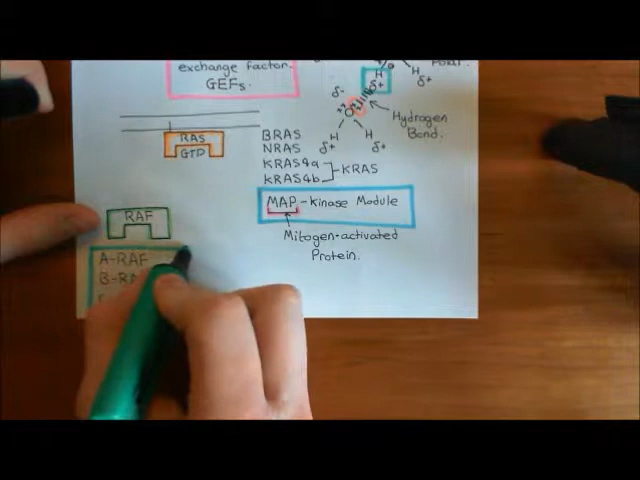 exchange factor.
GEFs.
Polar.
H
H
δ+
δ+
δ-
O
H
H
δ+
δ+
Hydrogen
Bond.
RAS
GTP
BRAS
NRAS
KRAS4a
KRAS4b
KRAS
MAP-kinase Module
Mitogen-activated
Protein.
RAF
A-RAF